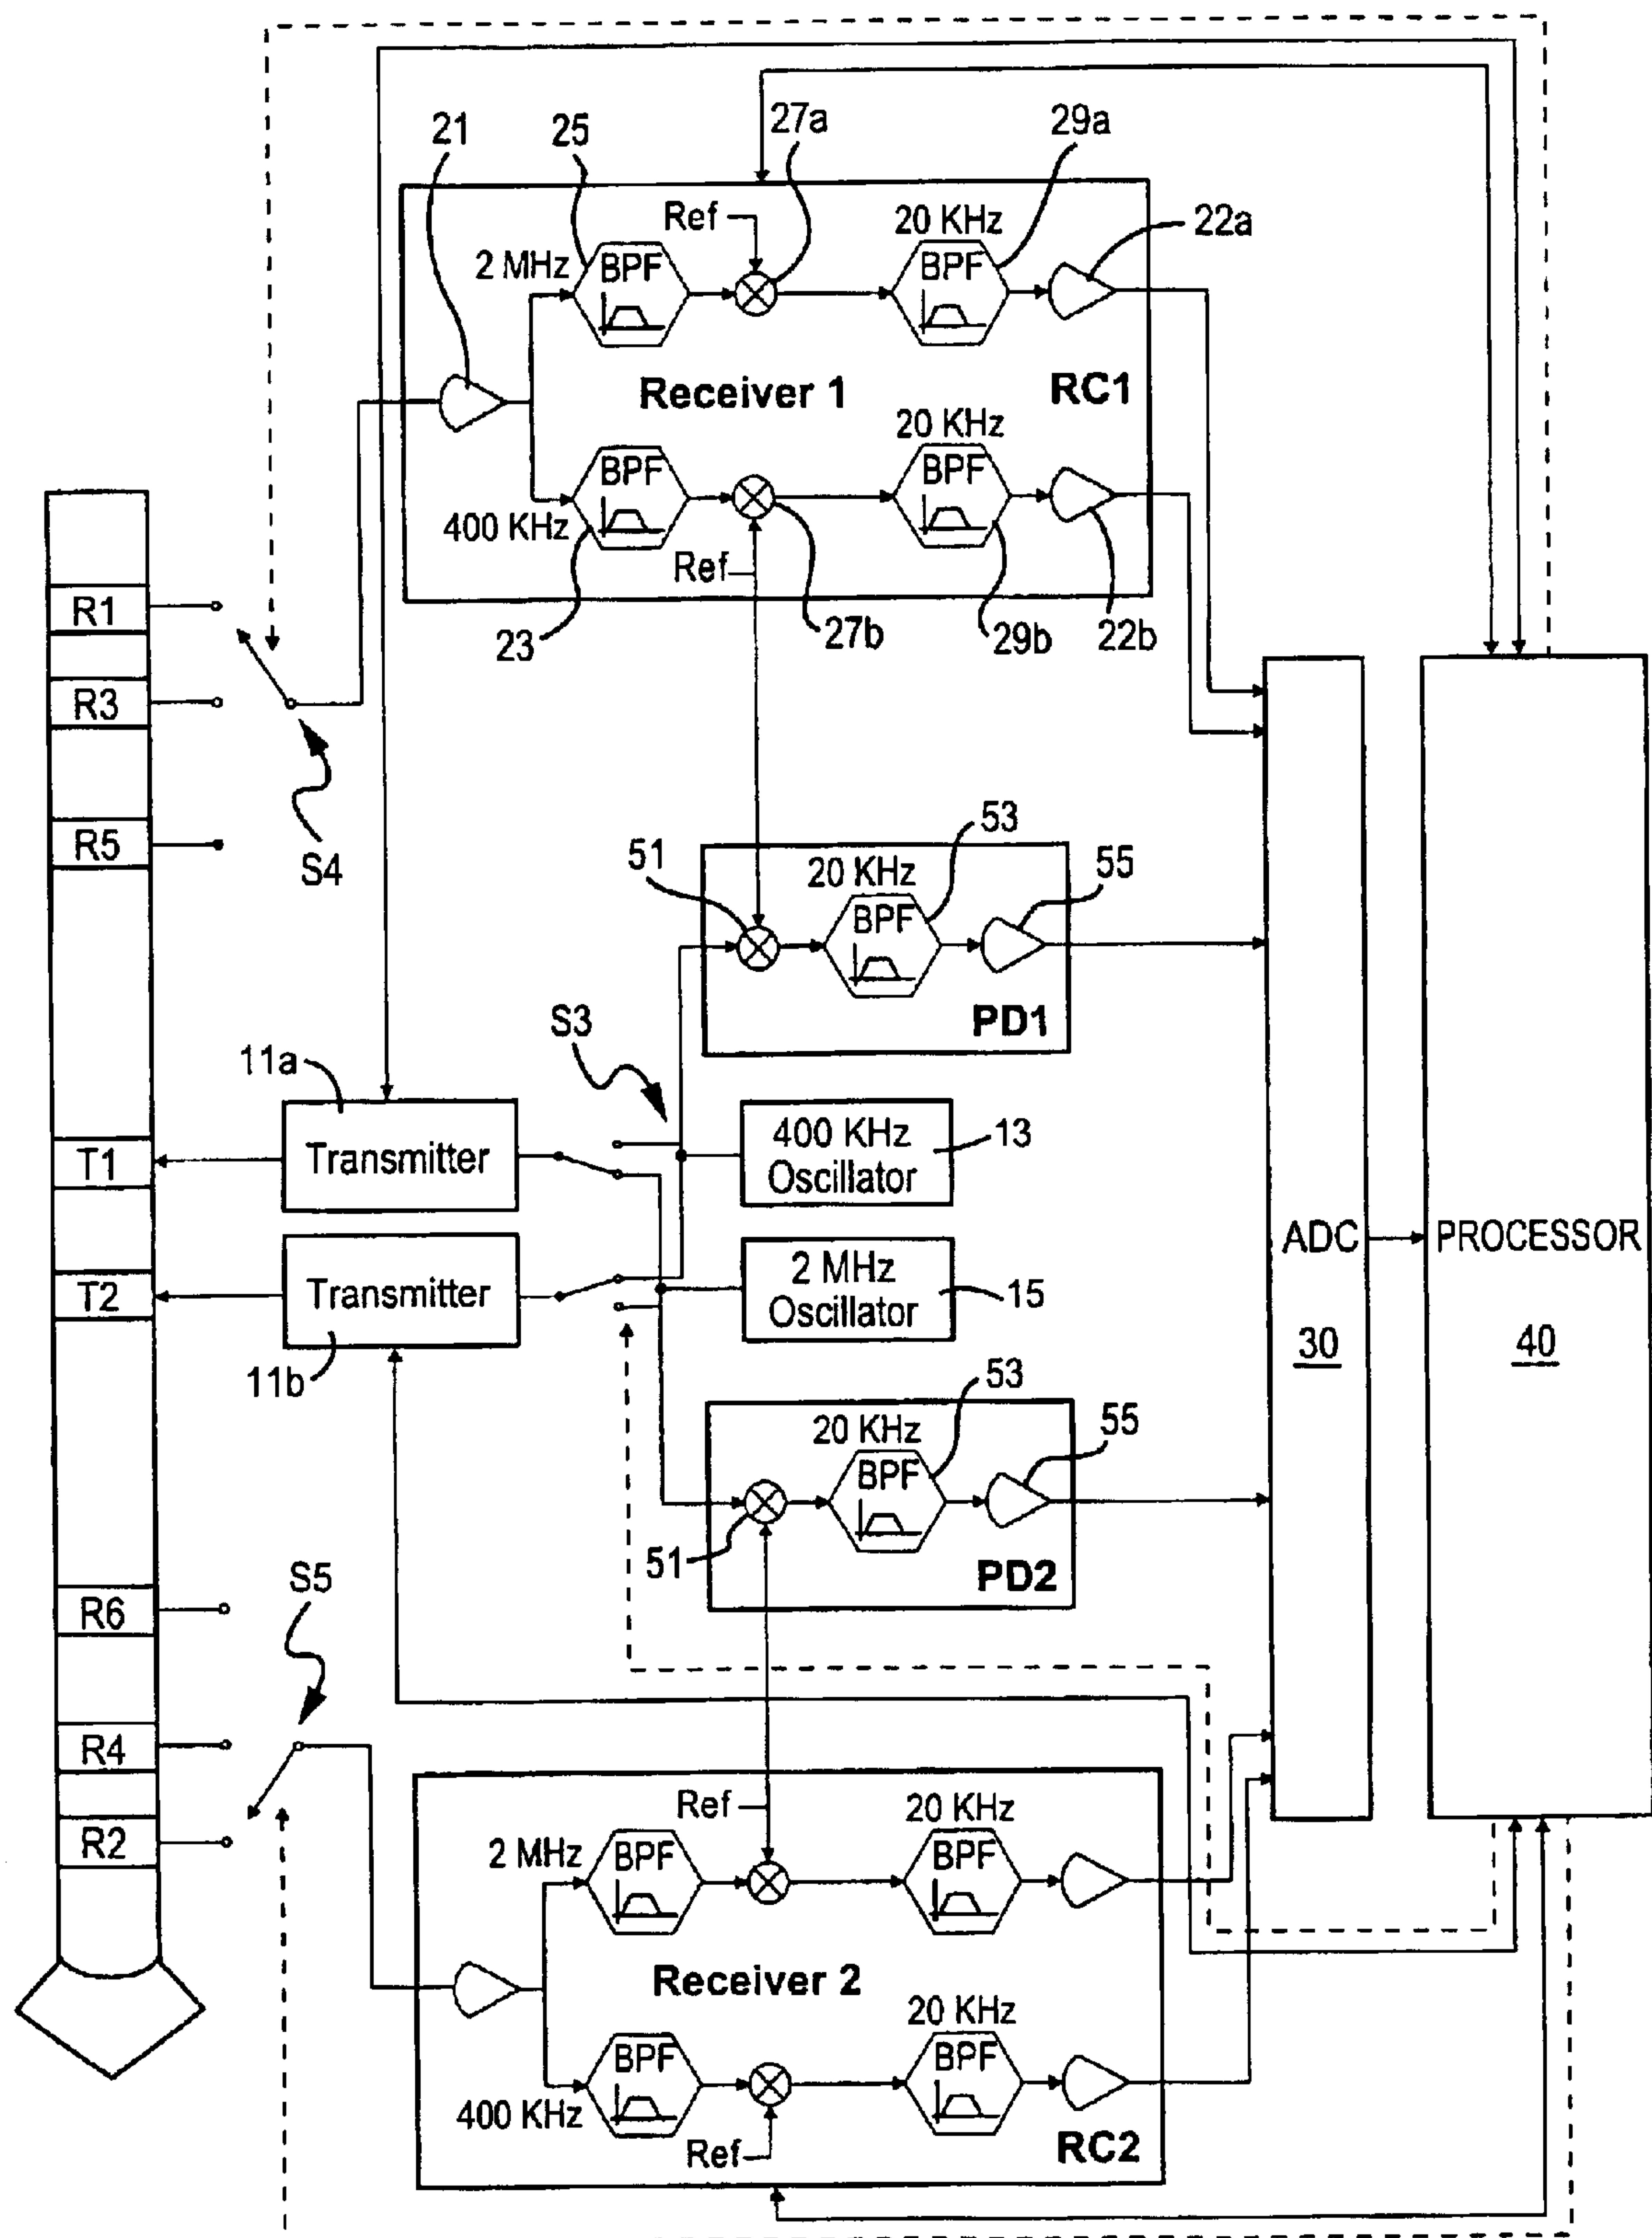 21
25
27a
29a
22a
Ref
20 KHz
2 MHz
BPF
BPF
Receiver 1
RC1
20 KHz
BPF
BPF
400 KHz
Ref
23
27b
29b
22b
R1
R3
R5
S4
51
20 KHz
53
55
BPF
PD1
S3
11a
T1
Transmitter
400 KHz
Oscillator
13
T2
Transmitter
2 MHz
Oscillator
15
11b
ADC
30
PROCESSOR
40
53
55
20 KHz
BPF
51
PD2
S5
R6
R4
R2
Ref
20 KHz
2 MHz
BPF
BPF
Receiver 2
20 KHz
BPF
BPF
400 KHz
Ref
RC2